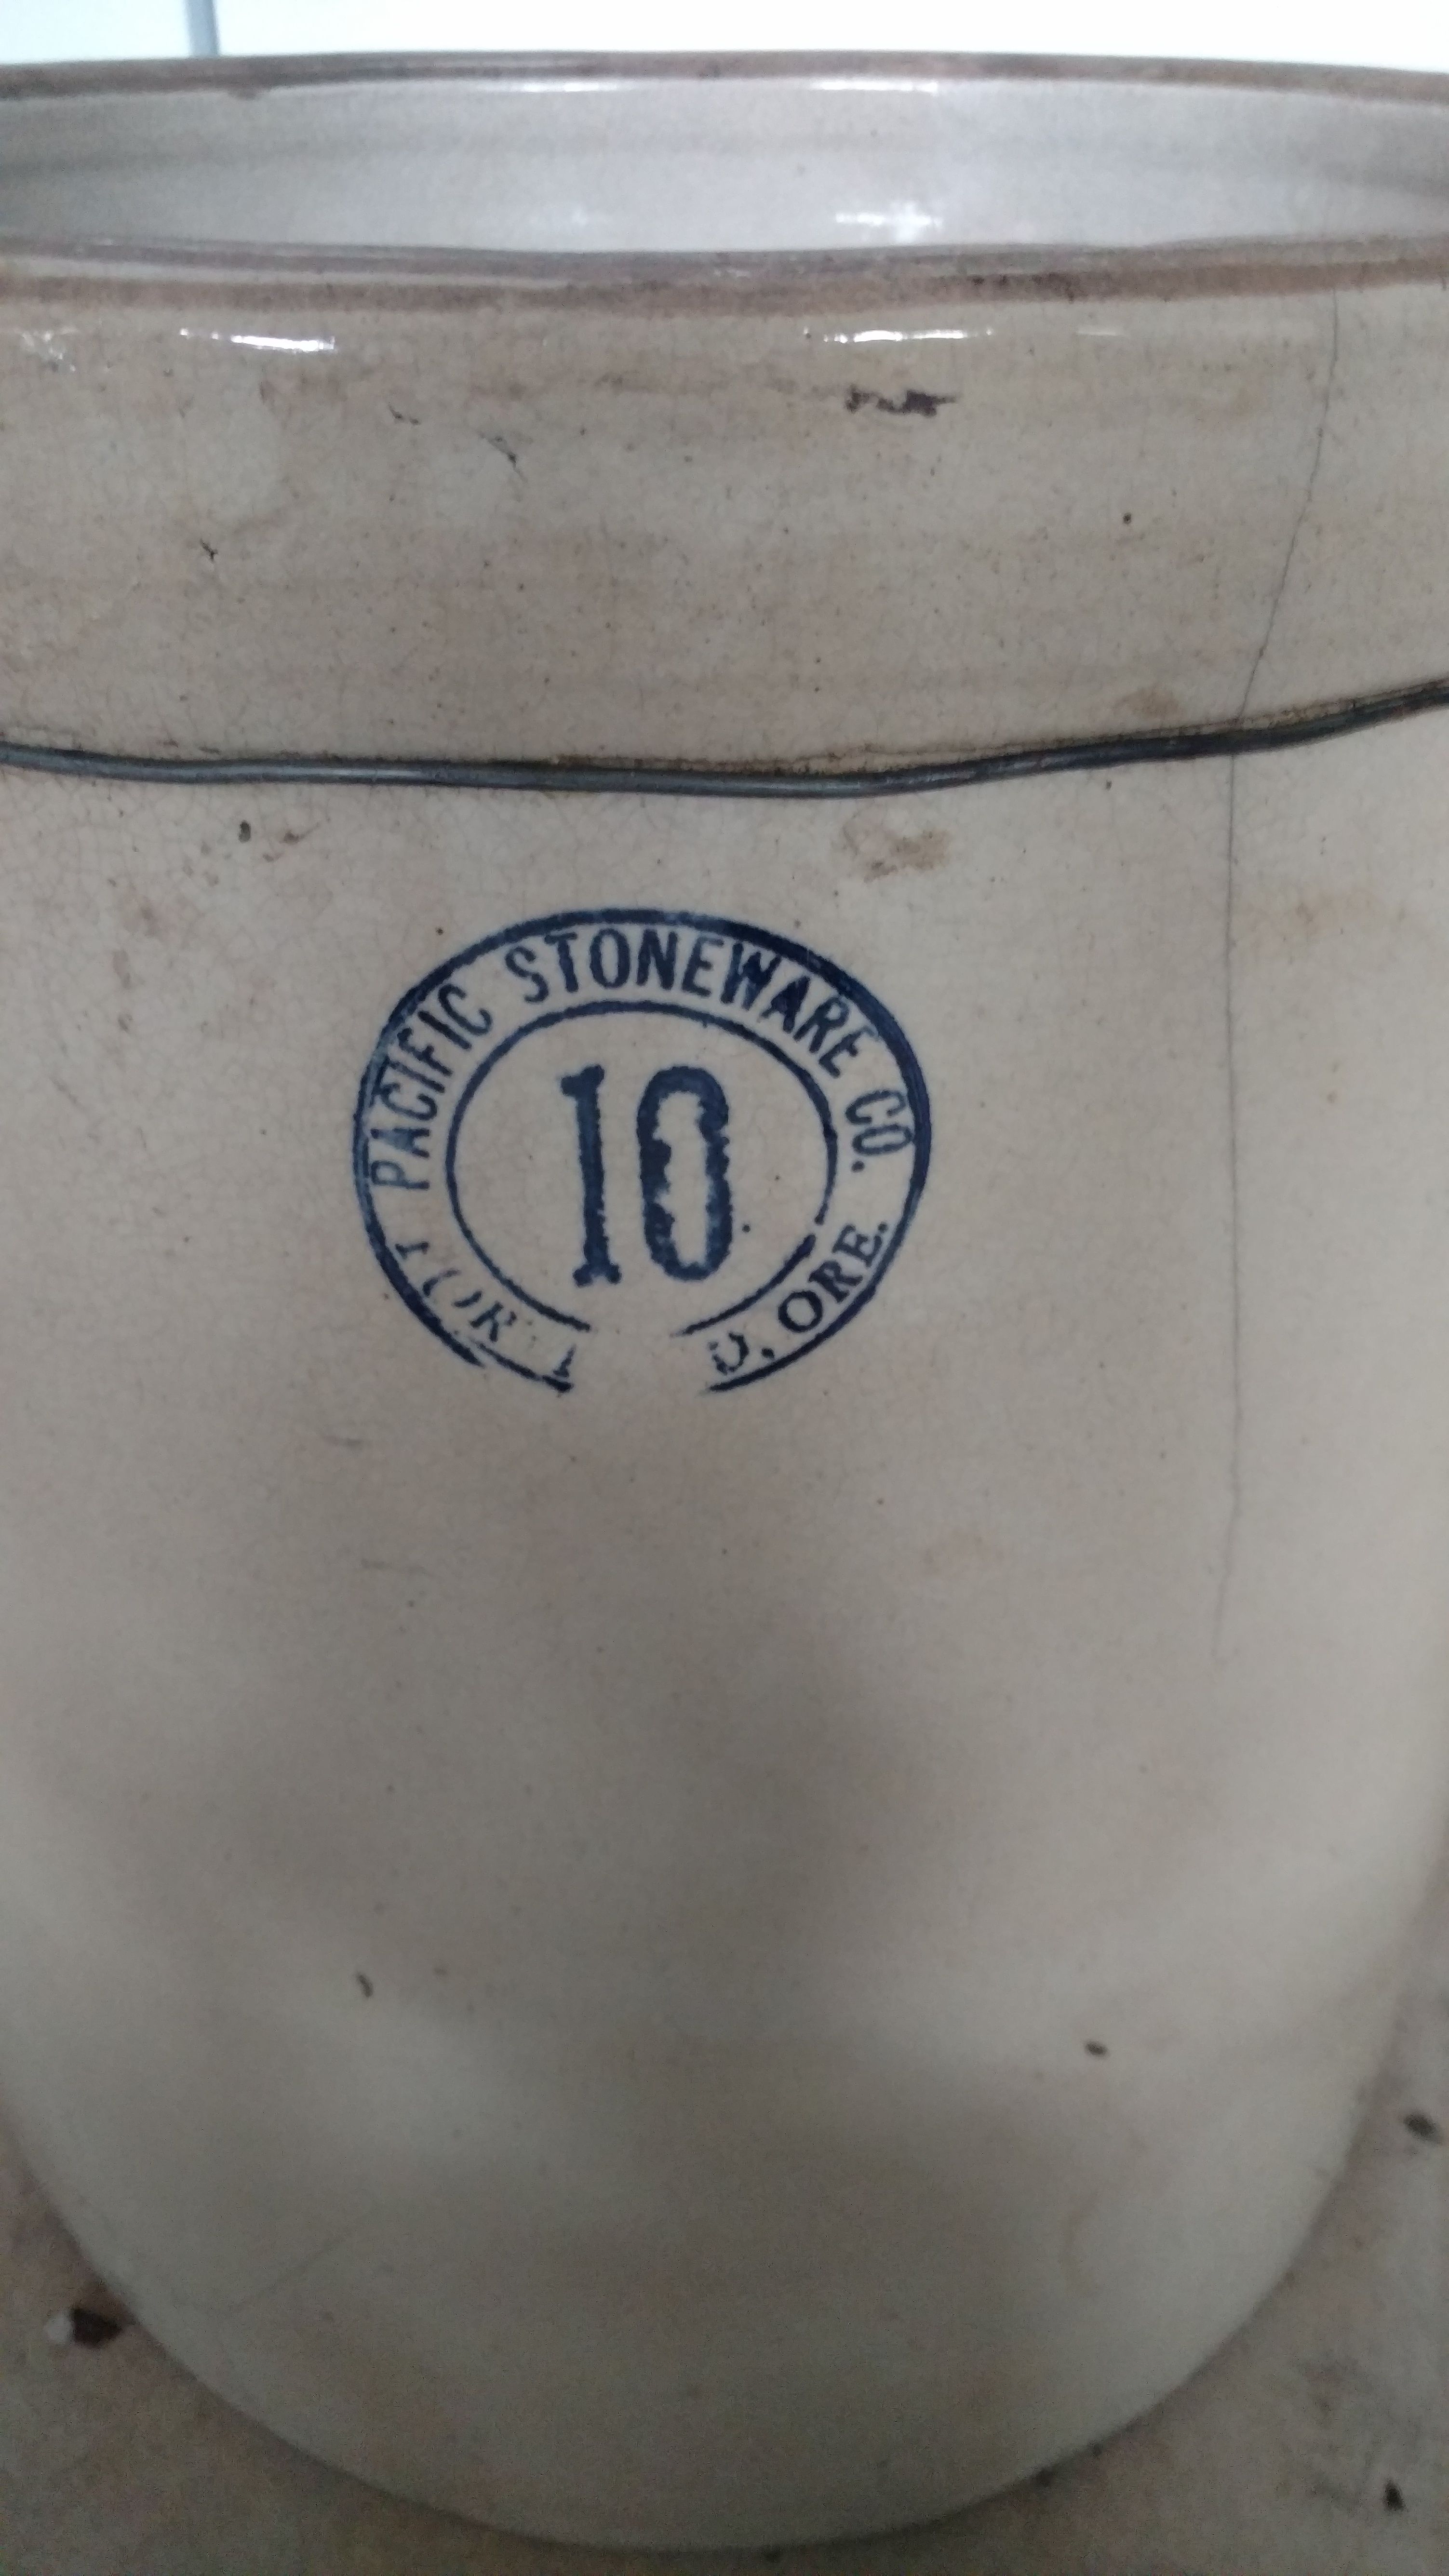 PACIFIC STONEWARE CO.
10
ORE.